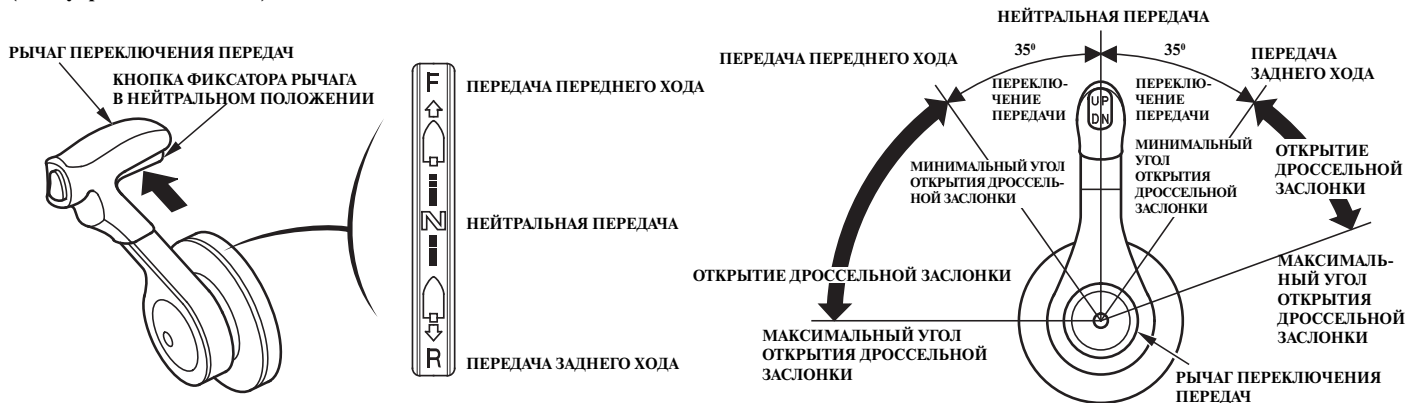 РЫЧАГ ПЕРЕКЛЮЧЕНИЯ ПЕРЕДАЧ
КНОПКА ФИКСАТОРА РЫЧАГА
В НЕЙТРАЛЬНОМ ПОЛОЖЕНИИ
F
ПЕРЕДАЧА ПЕРЕДНЕГО ХОДА
N
НЕЙТРАЛЬНАЯ ПЕРЕДАЧА
R
ПЕРЕДАЧА ЗАДНЕГО ХОДА
НЕЙТРАЛЬНАЯ ПЕРЕДАЧА
35⁰
35⁰
ПЕРЕДАЧА ПЕРЕДНЕГО ХОДА
ПЕРЕДАЧА
ЗАДНЕГО ХОДА
ПЕРЕКЛЮ-
ЧЕНИЕ
ПЕРЕДАЧИ
UP
DN
ПЕРЕКЛЮ-
ЧЕНИЕ
ПЕРЕДАЧИ
МИНИМАЛЬНЫЙ УГОЛ
ОТКРЫТИЯ ДРОССЕЛЬ-
НОЙ ЗАСЛОНКИ
МИНИМАЛЬНЫЙ
УГОЛ
ОТКРЫТИЯ
ДРОССЕЛЬНОЙ
ЗАСЛОНКИ
ОТКРЫТИЕ
ДРОССЕЛЬНОЙ
ЗАСЛОНКИ
ОТКРЫТИЕ ДРОССЕЛЬНОЙ ЗАСЛОНКИ
МАКСИМАЛЬНЫЙ УГОЛ
ОТКРЫТИЯ ДРОССЕЛЬНОЙ
ЗАСЛОНКИ
МАКСИМАЛЬ-
НЫЙ УГОЛ
ОТКРЫТИЯ
ДРОССЕЛЬНОЙ
ЗАСЛОНКИ
РЫЧАГ ПЕРЕКЛЮЧЕНИЯ
ПЕРЕДАЧ